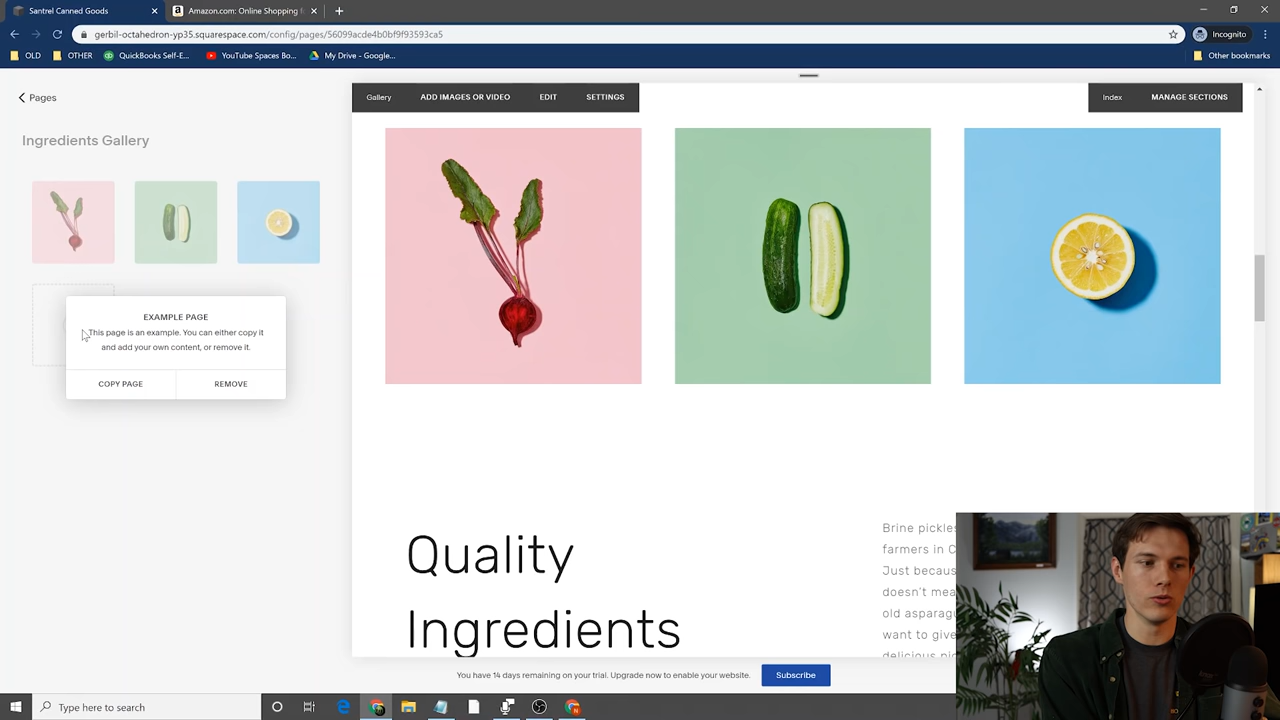 Santrel Canned Goods
Amazon.com: Online Shopping f
gerbil-octahedron-yp35.squarespace.com/config/pages/56099acde4b0bf9f93593ca5
Incognito
OLD
OTHER
QuickBooks Self-E...
YouTube Spaces Bo...
My Drive - Google...
Other bookmarks
Pages
Ingredients Gallery
EXAMPLE PAGE
This page is an example. You can either copy it
and add your own content, or remove it.
COPY PAGE
REMOVE
Gallery
ADD IMAGES OR VIDEO
EDIT
SETTINGS
Index
MANAGE SECTIONS
Quality
Ingredients
Brine pickles
farmers in C
Just becaus
doesn't mea
old asparagu
want to give
delicious pic
You have 14 days remaining on your trial. Upgrade now to enable your website.
Subscribe
Type here to search